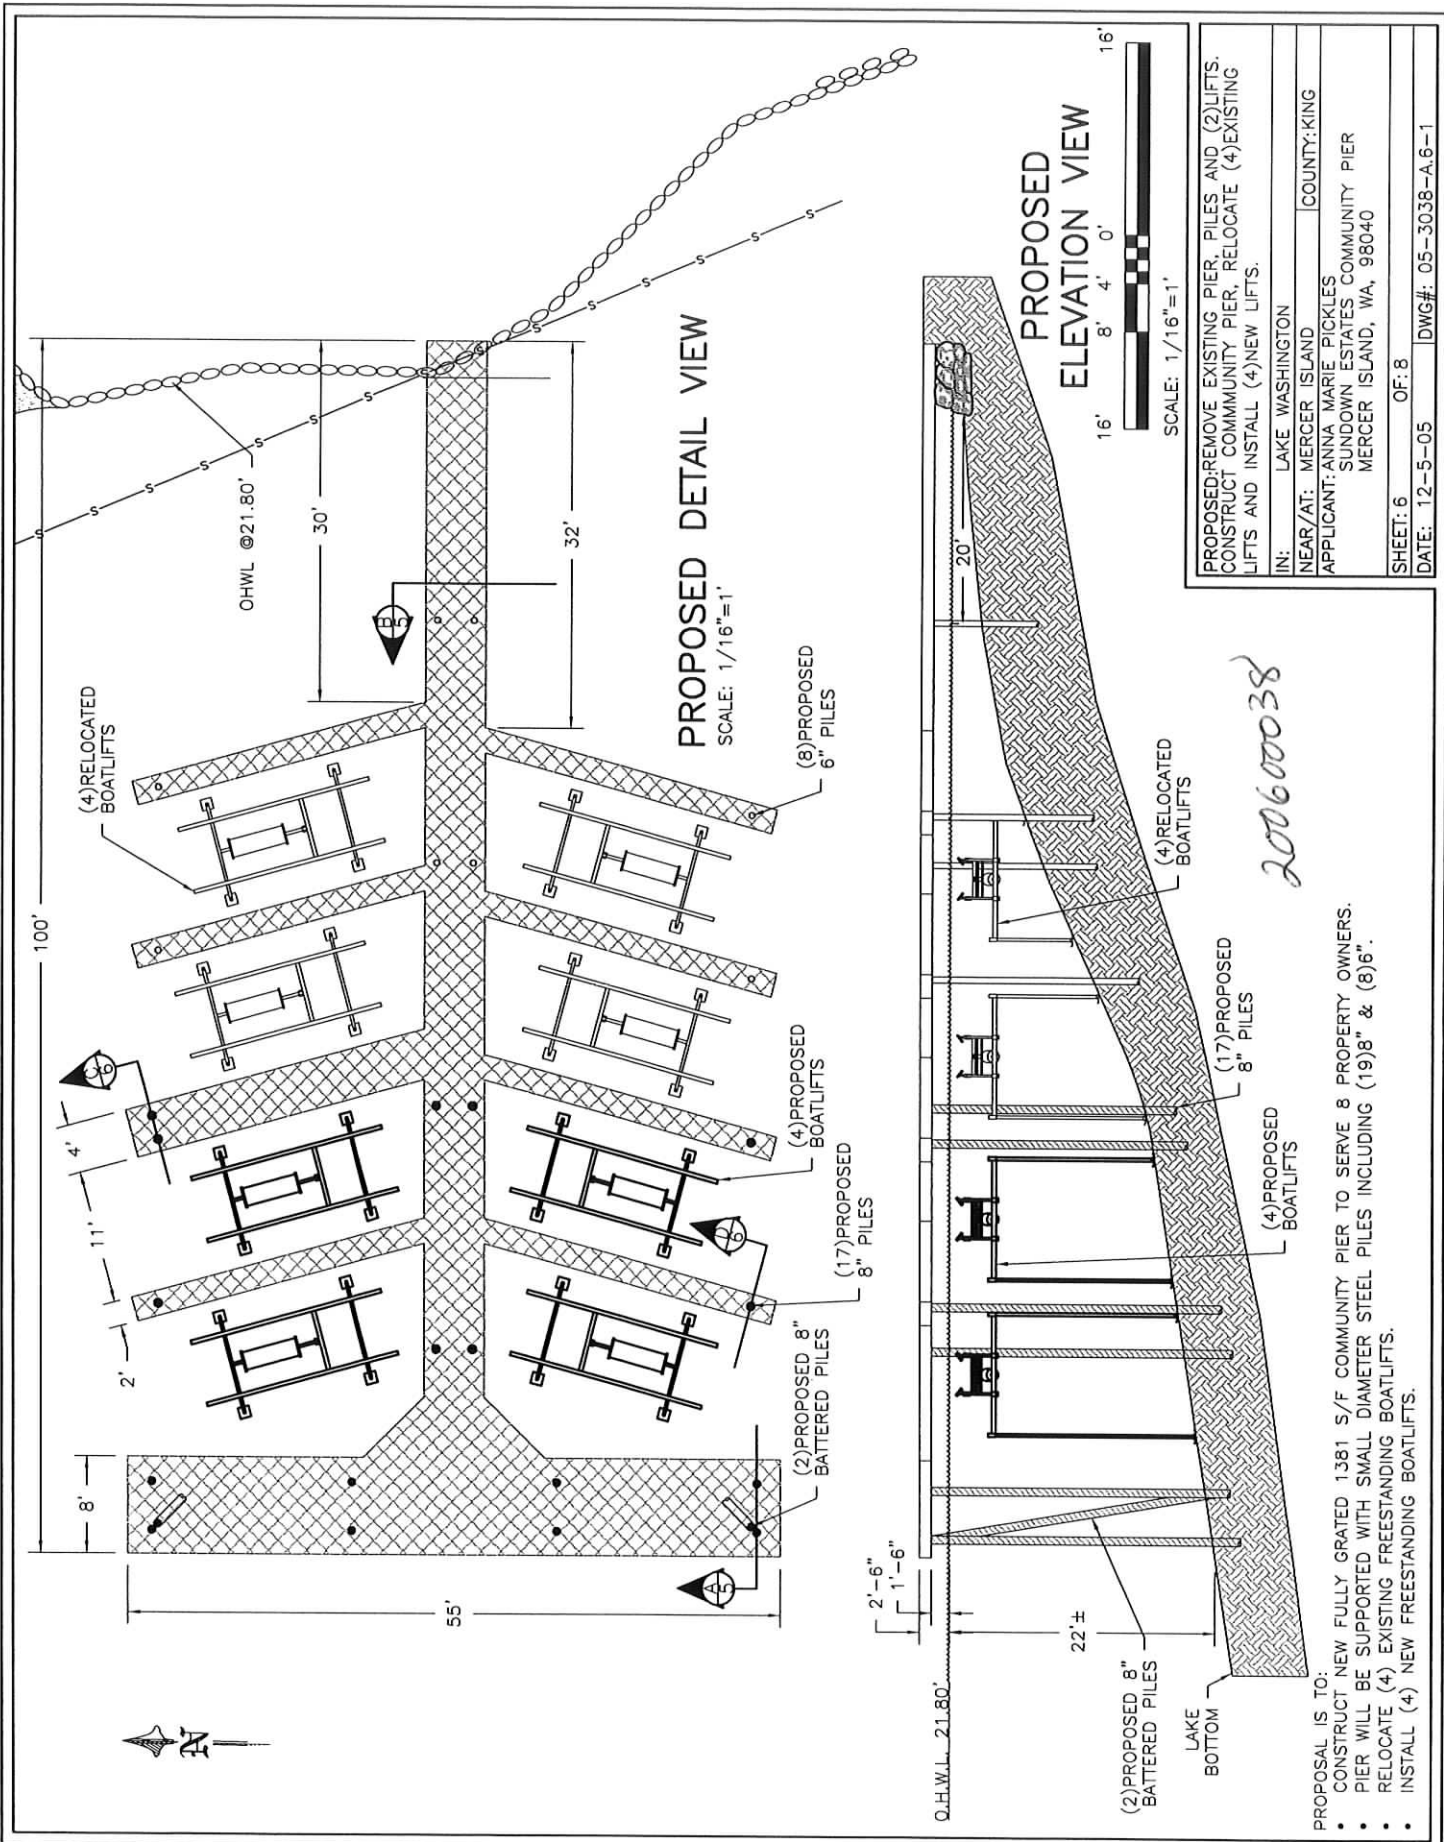 100'
30'
32'
OHWL @21.80'
S
S
S
S
S
S
S
S
S
S
S
S
S
S
B
5
(4)RELOCATED
BOATLIFTS
(8)PROPOSED
6" PILES
PROPOSED DETAIL VIEW
SCALE: 1/16"=1'
C
6
4'
11'
2'
8'
55'
(4)PROPOSED
BOATLIFTS
(17)PROPOSED
8" PILES
D
6
(2)PROPOSED 8"
BATTERED PILES
A
5
N
PROPOSED
ELEVATION VIEW
16' 8' 4' 0' 16'
SCALE: 1/16"=1'
O.H.W.L. 21.80'
2'-6"
1'-6"
22'±
20'
(2)PROPOSED 8"
BATTERED PILES
LAKE
BOTTOM
(4)PROPOSED
BOATLIFTS
(17)PROPOSED
8" PILES
(4)RELOCATED
BOATLIFTS
200600038
PROPOSAL IS TO:
• CONSTRUCT NEW FULLY GRATED 1381 S/F COMMUNITY PIER TO SERVE 8 PROPERTY OWNERS.
• PIER WILL BE SUPPORTED WITH SMALL DIAMETER STEEL PILES INCLUDING (19)8" & (8)6".
• RELOCATE (4) EXISTING FREESTANDING BOATLIFTS.
• INSTALL (4) NEW FREESTANDING BOATLIFTS.
PROPOSED:REMOVE EXISTING PIER, PILES AND (2)LIFTS.
CONSTRUCT COMMUNITY PIER, RELOCATE (4)EXISTING
LIFTS AND INSTALL (4)NEW LIFTS.
IN: LAKE WASHINGTON
NEAR/AT: MERCER ISLAND COUNTY:KING
APPLICANT:ANNA MARIE PICKLES
SUNDOWN ESTATES COMMUNITY PIER
MERCER ISLAND, WA, 98040
SHEET: 6 OF:8
DATE: 12-5-05 DWG#: 05-3038-A.6-1